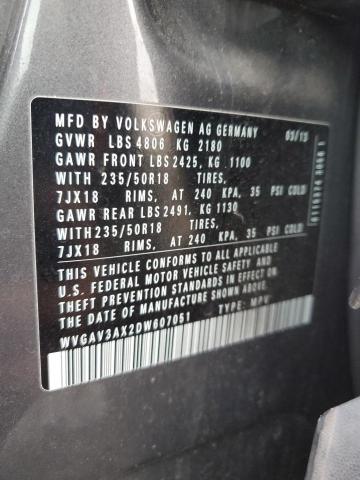 MFD BY VOLKSWAGEN AG GERMANY 03/13
GVWR LBS 4806 KG 2180
GAWR FRONT LBS 2425, KG 1100
WITH 235/50R18 TIRES,
7JX18 RIMS, AT 240 KPA, 35 PSI COLD
GAWR REAR LBS 2491, KG 1130
WITH 235/50R18 TIRES,
7JX18 RIMS, AT 240 KPA, 35 PSI COLD
THIS VEHICLE CONFORMS TO ALL APPLICABLE
U.S. FEDERAL MOTOR VEHICLE SAFETY AND
THEFT PREVENTION STANDARDS IN EFFECT ON
THE DATE OF MANUFACTURE SHOWN ABOVE
WVGAV3AX2DW607051 TYPE: MPV